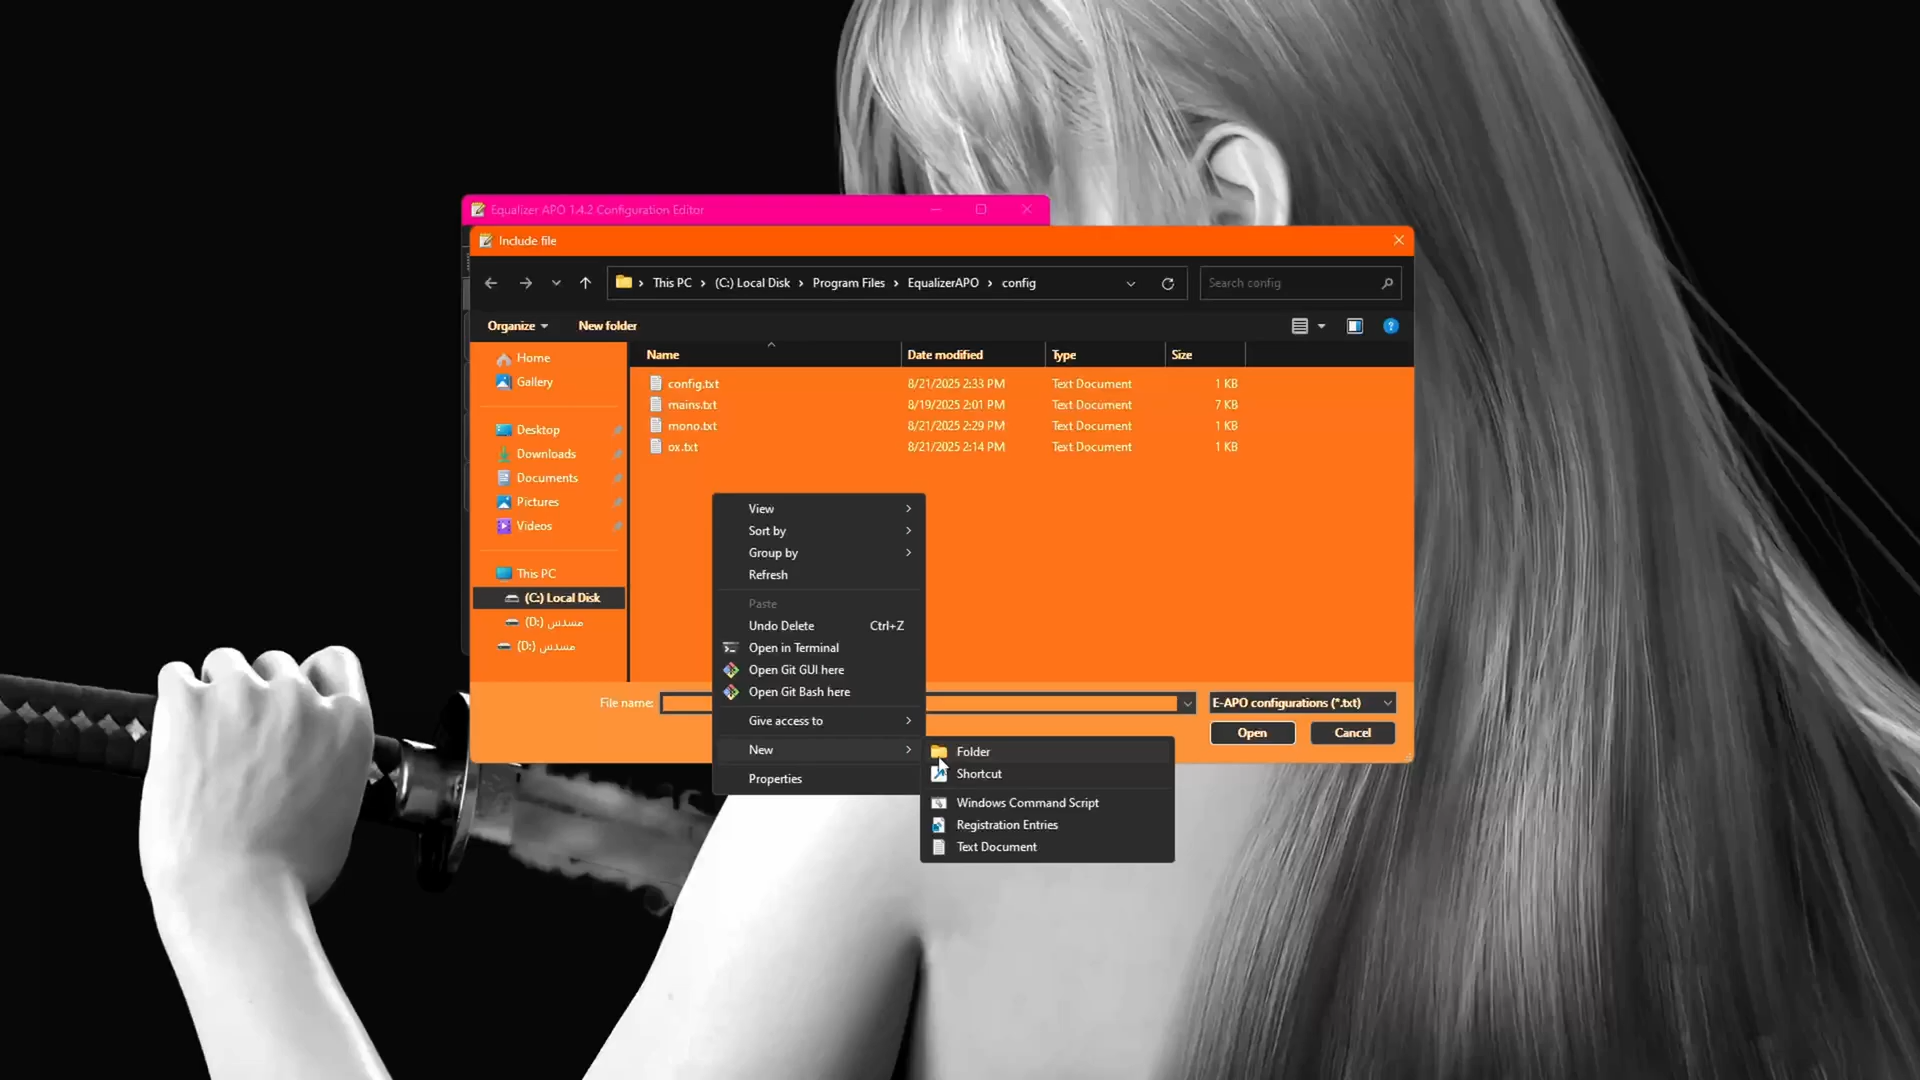 Equalizer APO 1.4.2 Configuration Editor
Include file
This PC > (C:) Local Disk > Program Files > EqualizerAPO > config
Search config
Organize
New folder
Name
Date modified
Type
Size
Home
Gallery
Desktop
Downloads
Documents
Pictures
Videos
This PC
(C:) Local Disk
(D:) مسدس
(D:) مسدس
config.txt 8/21/2025 2:33 PM Text Document 1 KB
mains.txt 8/19/2025 2:01 PM Text Document 7 KB
mono.txt 8/21/2025 2:29 PM Text Document 1 KB
ox.txt 8/21/2025 2:14 PM Text Document 1 KB
View
Sort by
Group by
Refresh
Paste
Undo Delete Ctrl+Z
Open in Terminal
Open Git GUI here
Open Git Bash here
Give access to
New
Properties
Folder
Shortcut
Windows Command Script
Registration Entries
Text Document
File name:
E-APO configurations (*.txt)
Open
Cancel